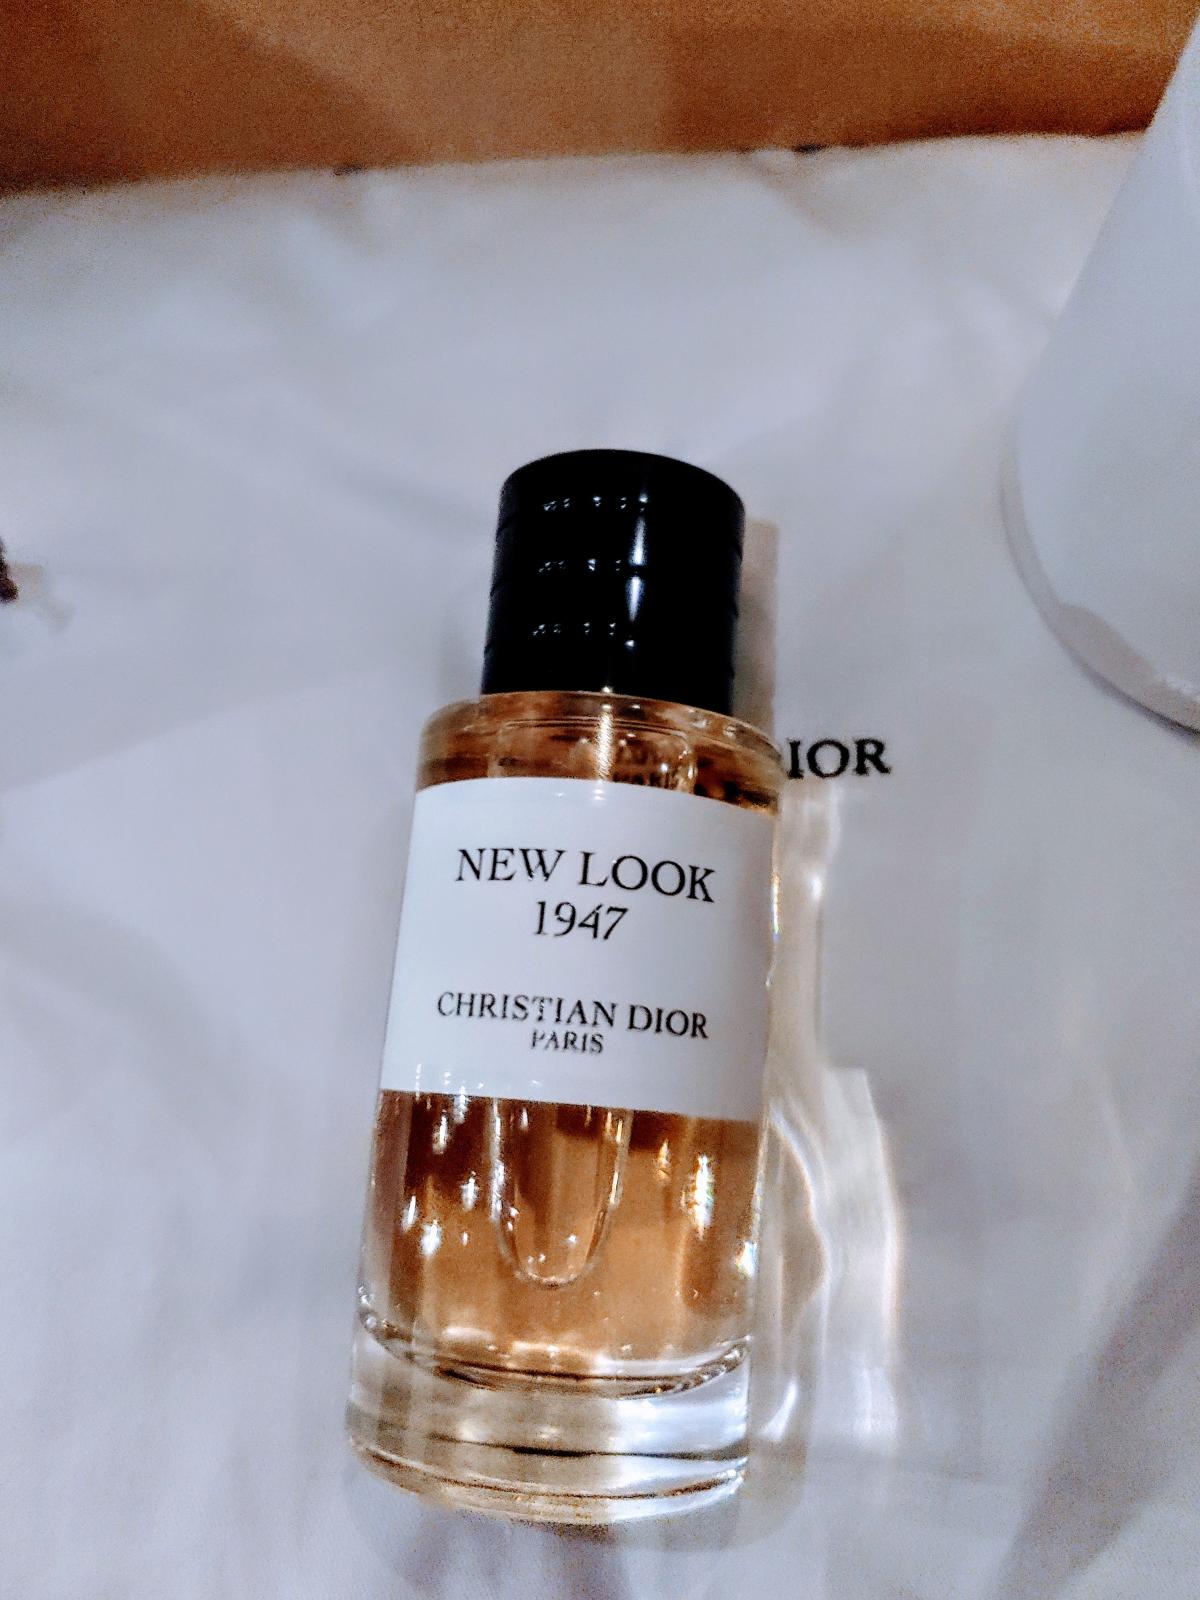 IOR
NEW LOOK
1947
CHRISTIAN DIOR
PARIS